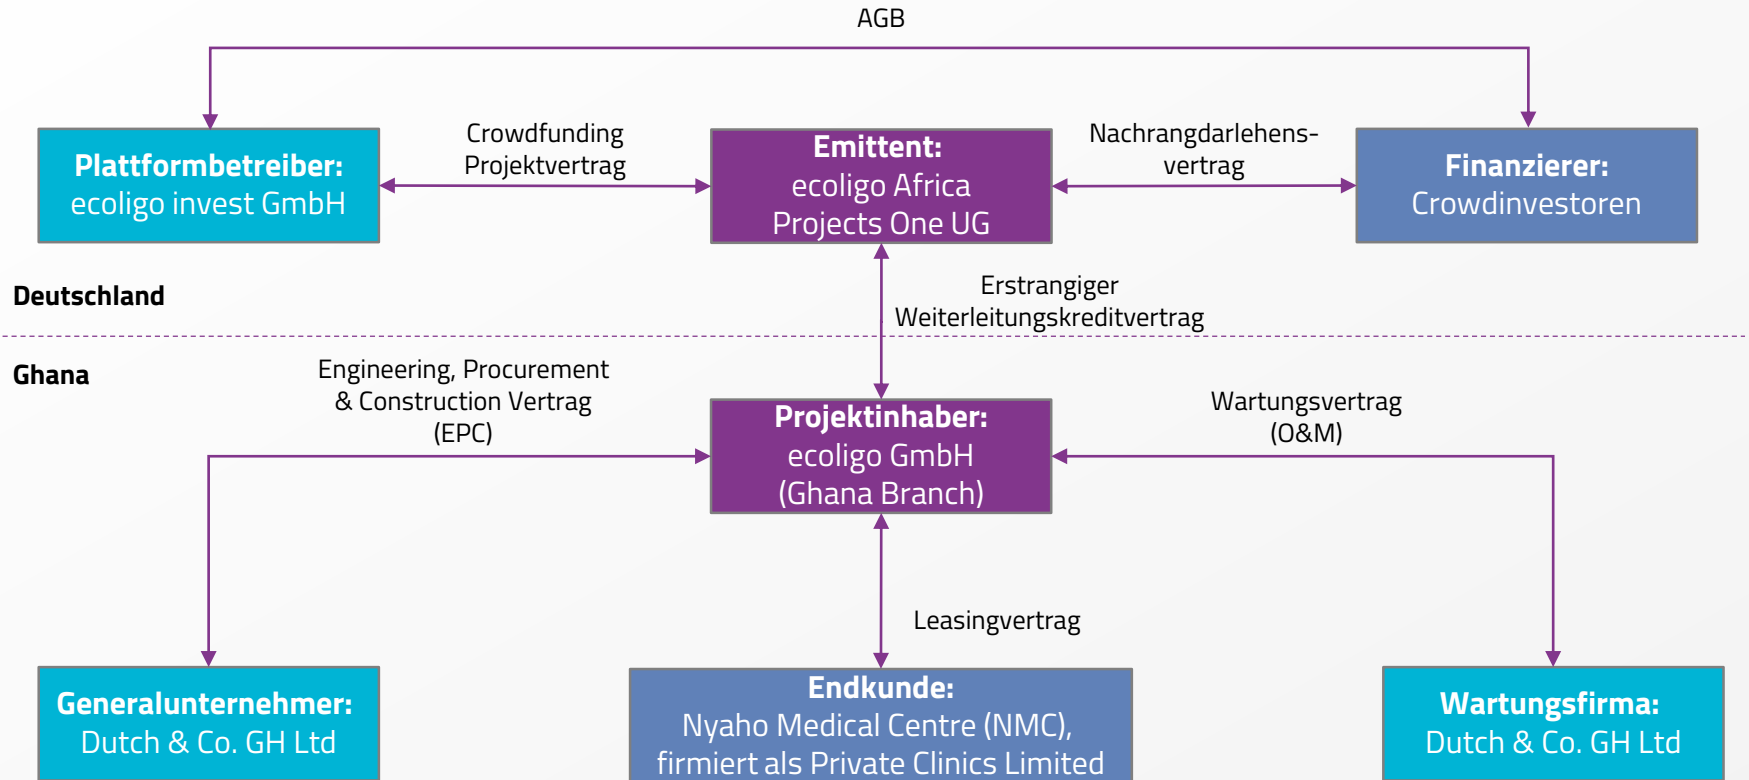 AGB
Plattformbetreiber:
ecoligo invest GmbH
Crowdfunding
Projektvertrag
Emittent:
ecoligo Africa
Projects One UG
Nachrangdarlehens-
vertrag
Finanzierer:
Crowdinvestoren
Deutschland
Erstrangiger
Weiterleitungskreditvertrag
Ghana
Engineering, Procurement
& Construction Vertrag
(EPC)
Projektinhaber:
ecoligo GmbH
(Ghana Branch)
Wartungsvertrag
(O&M)
Leasingvertrag
Generalunternehmer:
Dutch & Co. GH Ltd
Endkunde:
Nyaho Medical Centre (NMC),
firmiert als Private Clinics Limited
Wartungsfirma:
Dutch & Co. GH Ltd